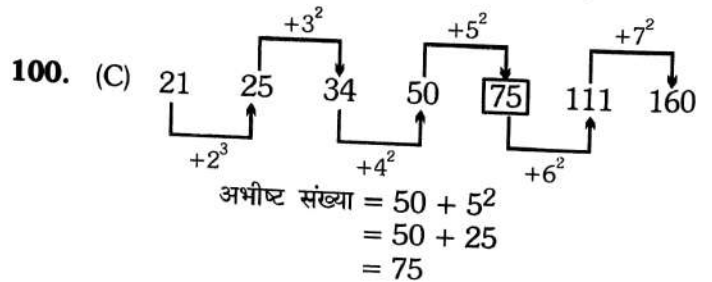 +3² +5² +7²
100. (C) 21 25 34 50 75 111 160
+2³ +4² +6²
अभीष्ट संख्या = 50 + 5²
= 50 + 25
= 75